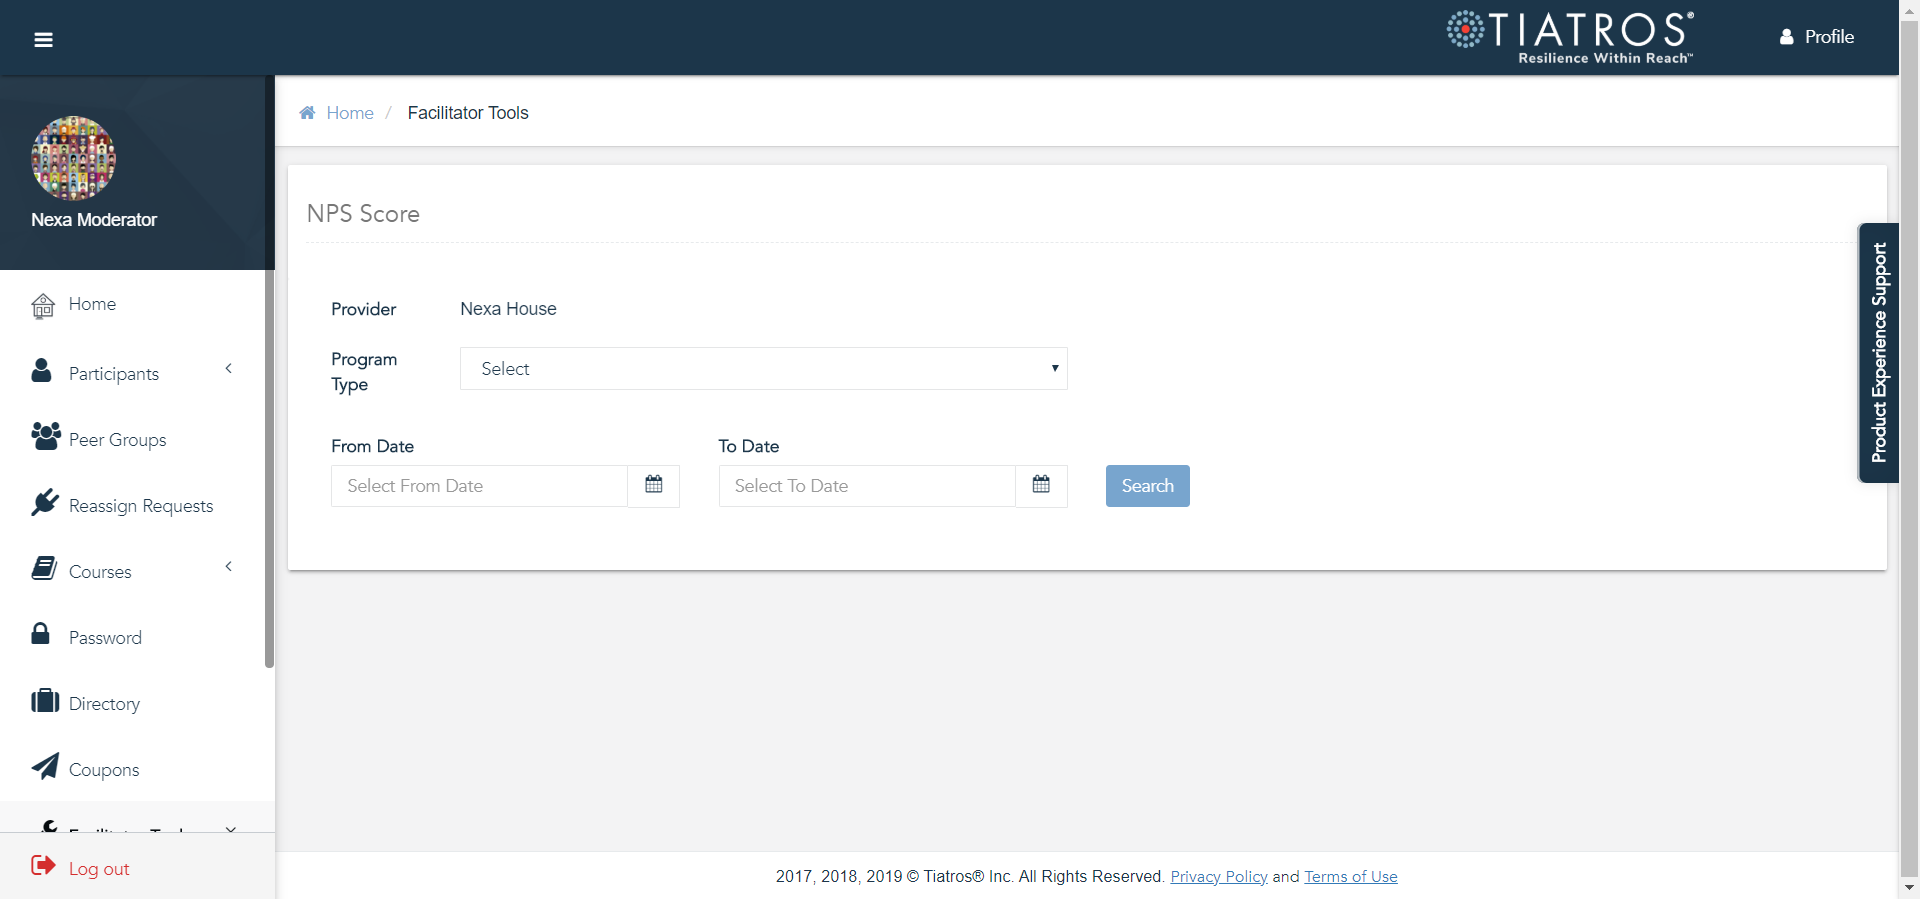 TIATROS®
Resilience Within Reach™
Profile
Nexa Moderator
Home / Facilitator Tools
Home
Participants
Peer Groups
Reassign Requests
Courses
Password
Directory
Coupons
Facilitator Tools
Log out
NPS Score
Provider Nexa House
Program Type Select
From Date To Date
Select From Date Select To Date Search
Product Experience Support
2017, 2018, 2019 © Tiatros® Inc. All Rights Reserved. Privacy Policy and Terms of Use